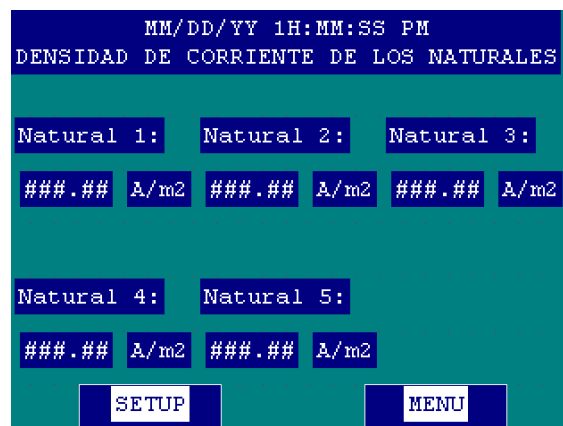 MM/DD/YY 1H:MM:SS PM
DENSIDAD DE CORRIENTE DE LOS NATURALES
Natural 1: Natural 2: Natural 3:
###.## A/m2 ###.## A/m2 ###.## A/m2
Natural 4: Natural 5:
###.## A/m2 ###.## A/m2
SETUP MENU